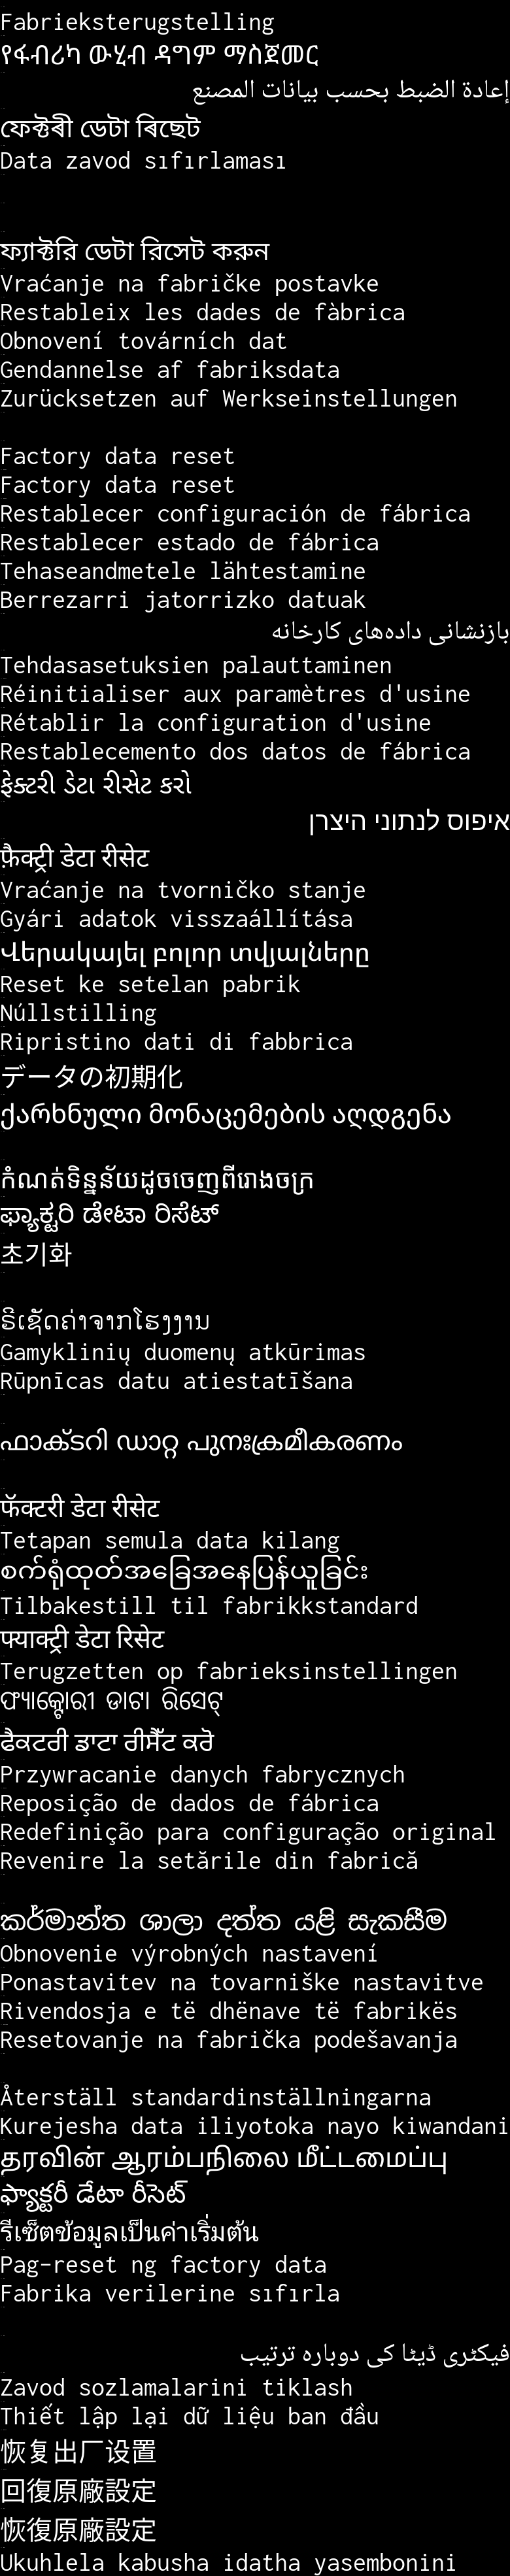 Fabrieksterugstelling
የፋብሪካ ውሂብ ዳግም ማስጀመር
إعادة الضبط بحسب بيانات المصنع
ফেক্টৰী ডেটা ৰিছেট
Data zavod sıfırlaması
ফ্যাক্টরি ডেটা রিসেট করুন
Vraćanje na fabričke postavke
Restableix les dades de fàbrica
Obnovení továrních dat
Gendannelse af fabriksdata
Zurücksetzen auf Werkseinstellungen
Factory data reset
Factory data reset
Restablecer configuración de fábrica
Restablecer estado de fábrica
Tehaseandmetele lähtestamine
Berrezarri jatorrizko datuak
بازنشانی داده‌های کارخانه
Tehdasasetuksien palauttaminen
Réinitialiser aux paramètres d'usine
Rétablir la configuration d'usine
Restablecemento dos datos de fábrica
ફેક્ટરી ડેટા રીસેટ કરો
איפוס לנתוני היצרן
फ़ैक्ट्री डेटा रीसेट
Vraćanje na tvorničko stanje
Gyári adatok visszaállítása
Վերակայել բոլոր տվյալները
Reset ke setelan pabrik
Núllstilling
Ripristino dati di fabbrica
データの初期化
ქარხნული მონაცემების აღდგენა
កំណត់​ទិន្នន័យ​ដូច​ចេញ​ពី​រោងចក្រ
ಫ್ಯಾಕ್ಟರಿ ಡೇಟಾ ರಿಸೆಟ್
초기화
ຣີເຊັດຄ່າຈາກໂຮງງານ
Gamyklinių duomenų atkūrimas
Rūpnīcas datu atiestatīšana
ഫാക്‌ടറി ഡാറ്റ പുനഃക്രമീകരണം
फॅक्टरी डेटा रीसेट
Tetapan semula data kilang
စက်ရုံထုတ်အခြေအနေပြန်ယူခြင်း
Tilbakestill til fabrikkstandard
फ्याक्ट्री डेटा रिसेट
Terugzetten op fabrieksinstellingen
ଫ୍ୟାକ୍ଟୋରୀ ଡାଟା ରିସେଟ୍‍
ਫੈਕਟਰੀ ਡਾਟਾ ਰੀਸੈੱਟ ਕਰੋ
Przywracanie danych fabrycznych
Reposição de dados de fábrica
Redefinição para configuração original
Revenire la setările din fabrică
කර්මාන්ත ශාලා දත්ත යළි සැකසීම
Obnovenie výrobných nastavení
Ponastavitev na tovarniške nastavitve
Rivendosja e të dhënave të fabrikës
Resetovanje na fabrička podešavanja
Återställ standardinställningarna
Kurejesha data iliyotoka nayo kiwandani
தரவின் ஆரம்பநிலை மீட்டமைப்பு
ఫ్యాక్టరీ డేటా రీసెట్
รีเซ็ตข้อมูลเป็นค่าเริ่มต้น
Pag-reset ng factory data
Fabrika verilerine sıfırla
فیکٹری ڈیٹا کی دوبارہ ترتیب
Zavod sozlamalarini tiklash
Thiết lập lại dữ liệu ban đầu
恢复出厂设置
回復原廠設定
恢復原廠設定
Ukuhlela kabusha idatha yasembonini